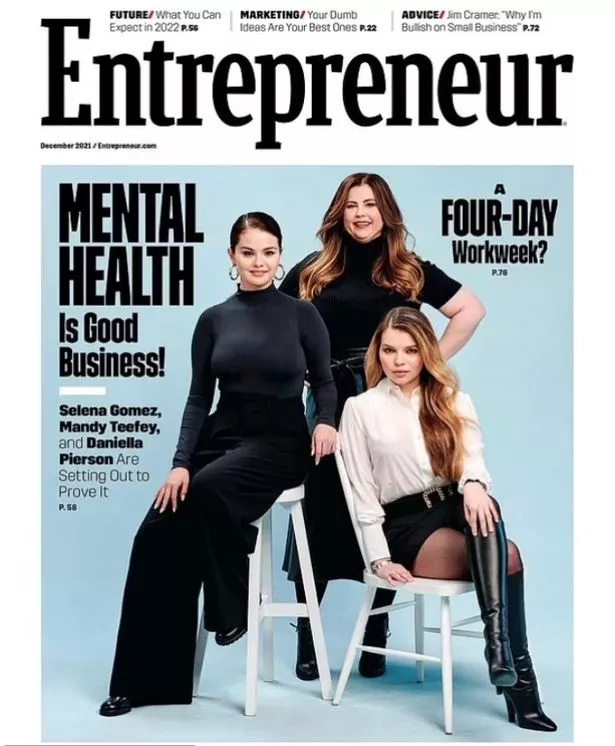 FUTURE/ What You Can
Expect in 2022 P.56
MARKETING/ Your Dumb
Ideas Are Your Best Ones P.22
ADVICE/ Jim Cramer: "Why I'm
Bullish on Small Business" P.72
Entrepreneur
December 2021 // Entrepreneur.com
MENTAL
HEALTH
Is Good
Business!
Selena Gomez,
Mandy Teefey,
and Daniella
Pierson Are
Setting Out to
Prove It
P.58
A
FOUR-DAY
Workweek?
P.76